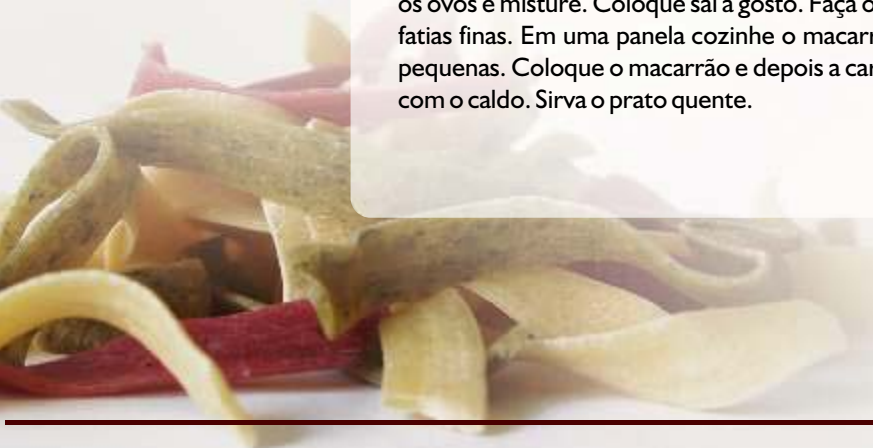 os ovos e misture. Coloque sal a gosto. Faça
fatias finas. Em uma panela cozinhe o
pequenas. Coloque o macarrão e depois a
com o caldo. Sirva o prato quente.